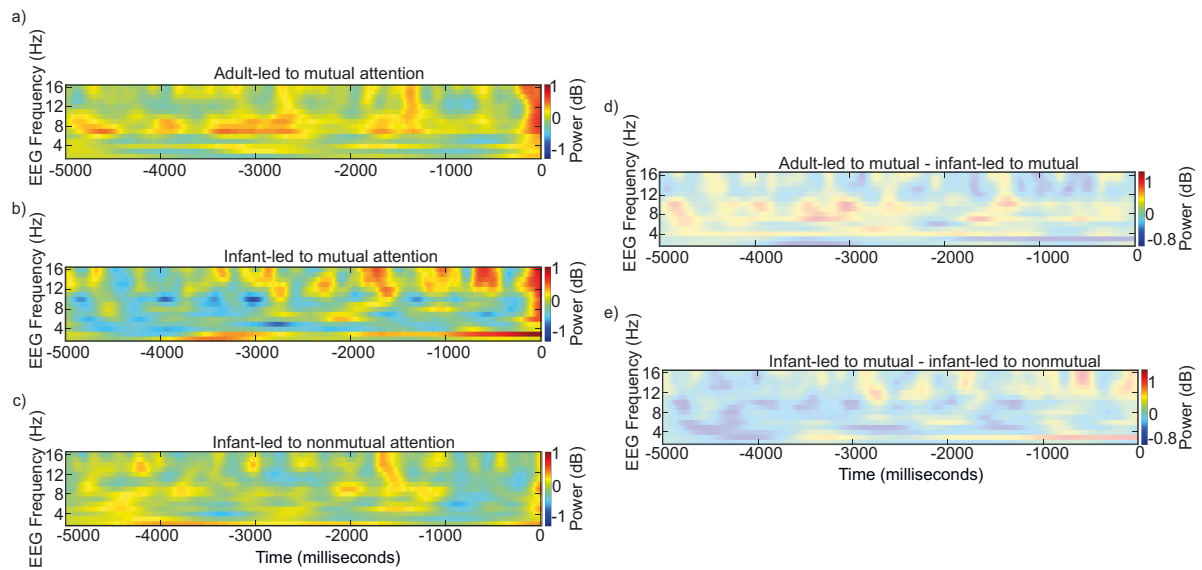 a)
Adult-led to mutual attention
EEG Frequency (Hz)
16
12
8
4
-5000 -4000 -3000 -2000 -1000 0
1
0
-1
Power (dB)
b)
Infant-led to mutual attention
EEG Frequency (Hz)
16
12
8
4
-5000 -4000 -3000 -2000 -1000 0
1
0
-1
Power (dB)
c)
Infant-led to nonmutual attention
EEG Frequency (Hz)
16
12
8
4
-5000 -4000 -3000 -2000 -1000 0
Time (milliseconds)
1
0
-1
Power (dB)
d)
Adult-led to mutual - infant-led to mutual
EEG Frequency (Hz)
16
12
8
4
-5000 -4000 -3000 -2000 -1000 0
1
0
-0.8
Power (dB)
e)
Infant-led to mutual - infant-led to nonmutual
EEG Frequency (Hz)
16
12
8
4
-5000 -4000 -3000 -2000 -1000 0
Time (milliseconds)
1
0
-0.8
Power (dB)